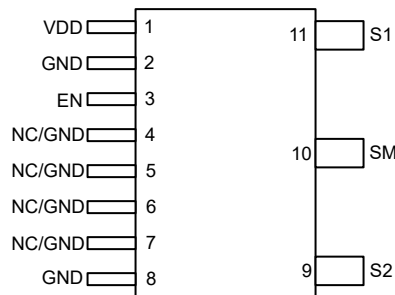 VDD 1 11 S1
GND 2
EN 3
NC/GND 4 10 SM
NC/GND 5
NC/GND 6
NC/GND 7
GND 8 9 S2